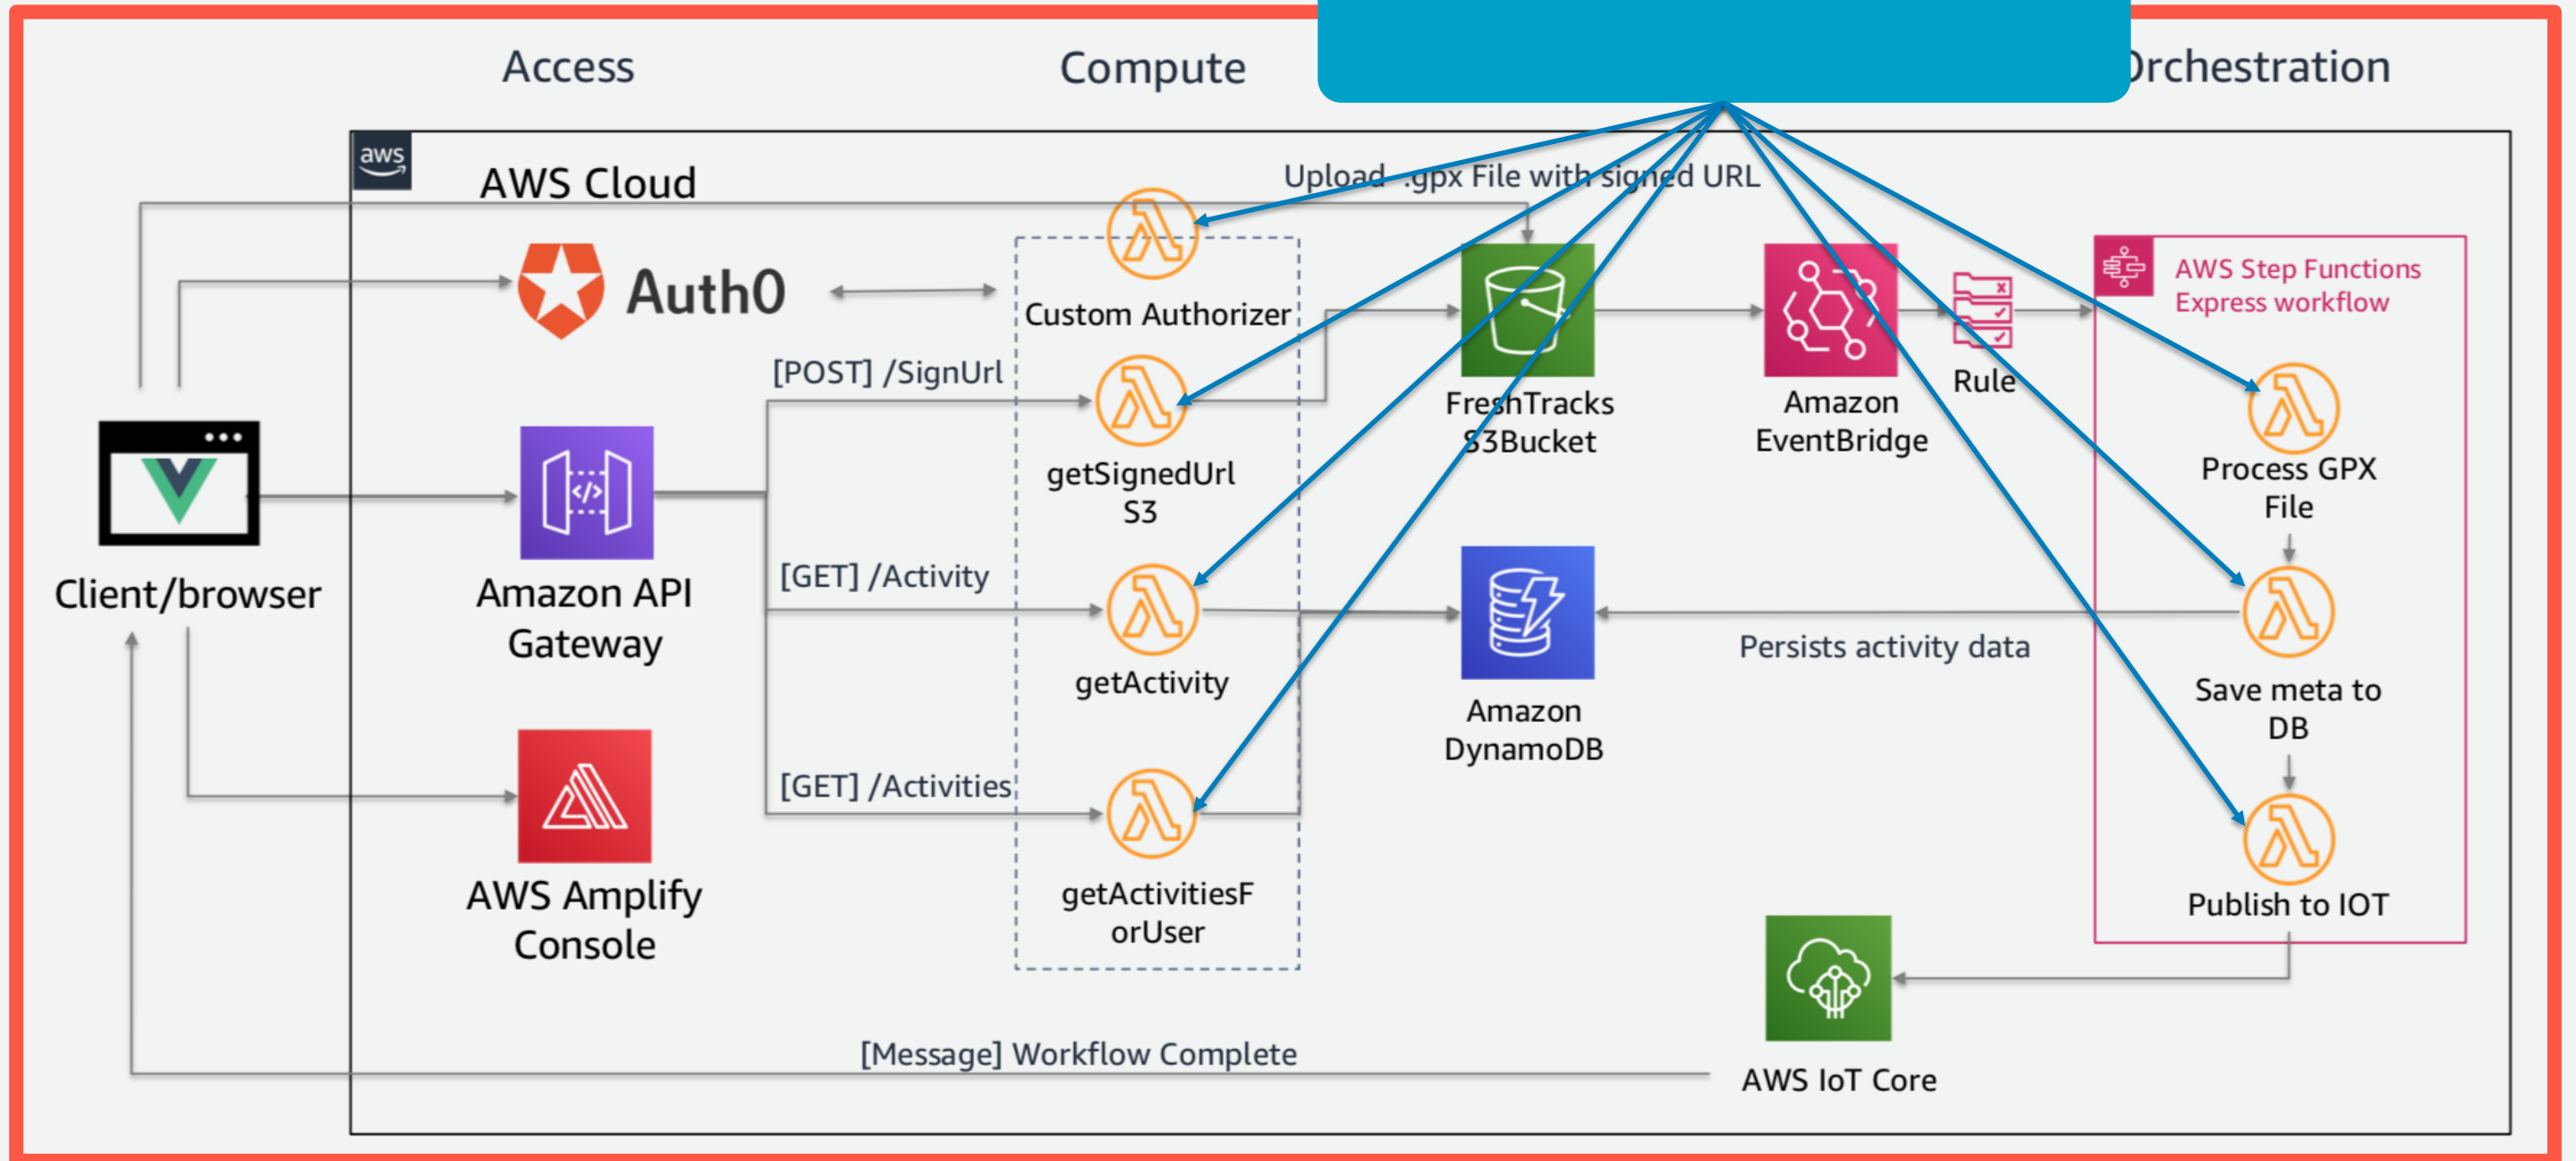 Access
Compute
Orchestration
aws
AWS Cloud
Upload .gpx File with signed URL
Auth0
Custom Authorizer
AWS Step Functions
Express workflow
[POST] /SignUrl
Rule
FreshTracks
S3Bucket
Amazon
EventBridge
Process GPX
File
getSignedUrl
S3
Client/browser
Amazon API
Gateway
[GET] /Activity
getActivity
Persists activity data
Save meta to
DB
Amazon
DynamoDB
[GET] /Activities
AWS Amplify
Console
getActivitiesF
orUser
Publish to IOT
[Message] Workflow Complete
AWS IoT Core